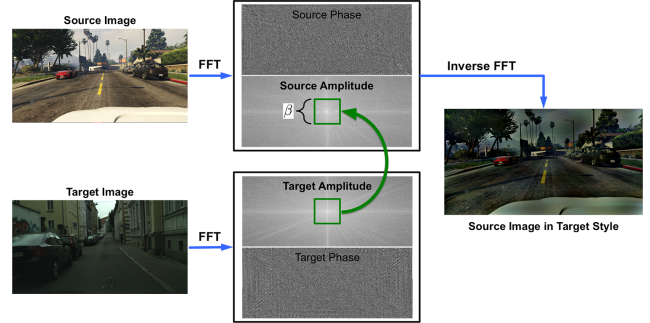 Source Image
Source Phase
FFT
Inverse FFT
Source Amplitude
β
Target Image
Target Amplitude
FFT
Target Phase
Source Image in Target Style